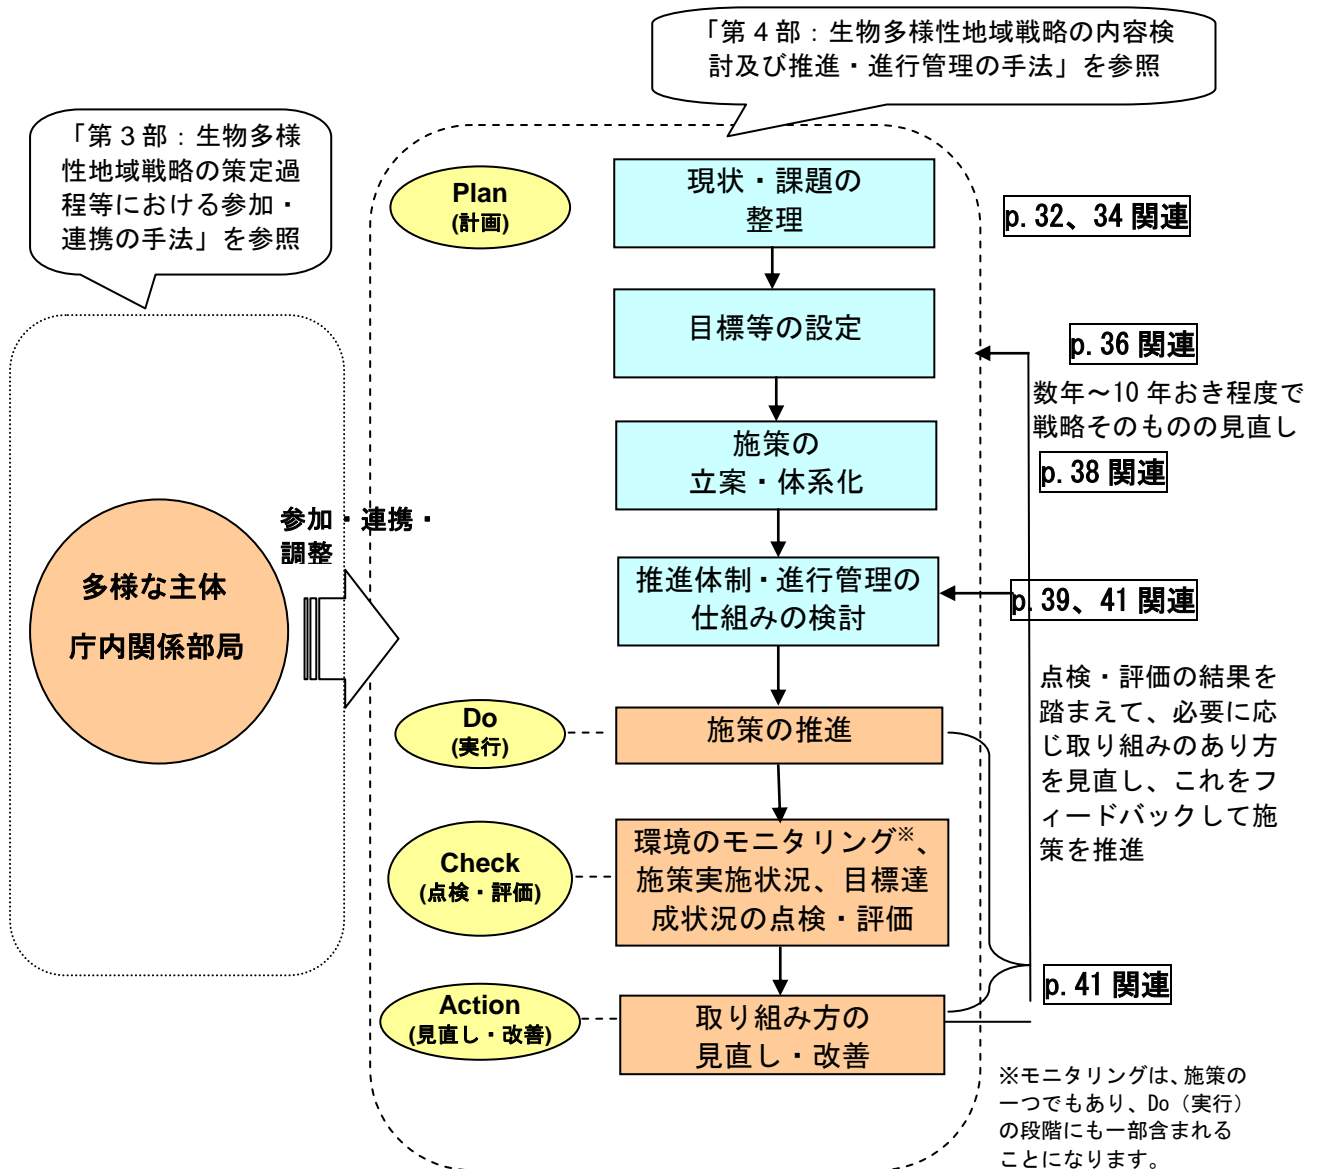 「第４部：生物多様性地域戦略の内容検
討及び推進・進行管理の手法」を参照
「第３部：生物多様
性地域戦略の策定過
程等における参加・
連携の手法」を参照
Plan
(計画)
現状・課題の
整理
p.32、34 関連
目標等の設定
p.36 関連
数年～10 年おき程度で
戦略そのものの見直し
施策の
立案・体系化
p.38 関連
参加・連携・
調整
多様な主体
庁内関係部局
推進体制・進行管理の
仕組みの検討
p.39、41 関連
点検・評価の結果を
踏まえて、必要に応
じ取り組みのあり方
を見直し、これをフ
ィードバックして施
策を推進
Do
(実行)
施策の推進
Check
(点検・評価)
環境のモニタリング※、
施策実施状況、目標達
成状況の点検・評価
p.41 関連
Action
(見直し・改善)
取り組み方の
見直し・改善
※モニタリングは、施策の
一つでもあり、Do（実行）
の段階にも一部含まれる
ことになります。